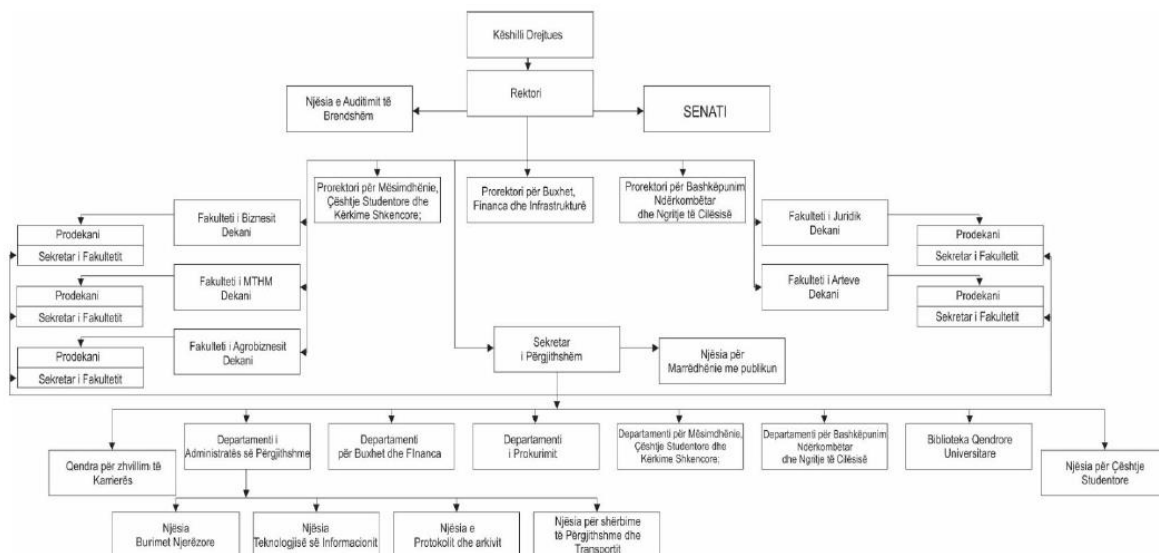 Këshilli Drejtues
Rektori
Njësia e Auditimit të
Brendshëm
SENATI
Prorektori për Mësimdhënie,
Çështje Studentore dhe
Kërkime Shkencore;
Prorektori për Buxhet,
Financa dhe Infrastrukturë
Prorektori për Bashkëpunim
Ndërkombëtar
dhe Ngritje të Cilësisë
Fakulteti i Biznesit
Dekani
Prodekani
Sekretar i Fakultetit
Fakulteti i MTHM
Dekani
Prodekani
Sekretar i Fakultetit
Fakulteti i Agrobiznesit
Dekani
Prodekani
Sekretar i Fakultetit
Fakulteti i Juridik
Dekani
Prodekani
Sekretar i Fakultetit
Fakulteti i Arteve
Dekani
Prodekani
Sekretar i Fakultetit
Sekretar
i Përgjithshëm
Njësia për
Marrëdhënie me publikun
Qendra për zhvillim të
Karrierës
Departamenti i
Administratës së Përgjithshme
Departamenti
për Buxhet dhe FInanca
Departamenti
i Prokurimit
Departamenti për Mësimdhënie,
Çështje Studentore dhe
Kërkime Shkencore;
Departamenti për Bashkëpunim
Ndërkombëtar
dhe Ngritje të Cilësisë
Biblioteka Qendrore
Universitare
Njësia për Çështje
Studentore
Njësia
Burimet Njerëzore
Njësia
Teknologjisë së Informacionit
Njësia e
Protokolit dhe arkivit
Njësia për shërbime
të Përgjithshme dhe
Transportit